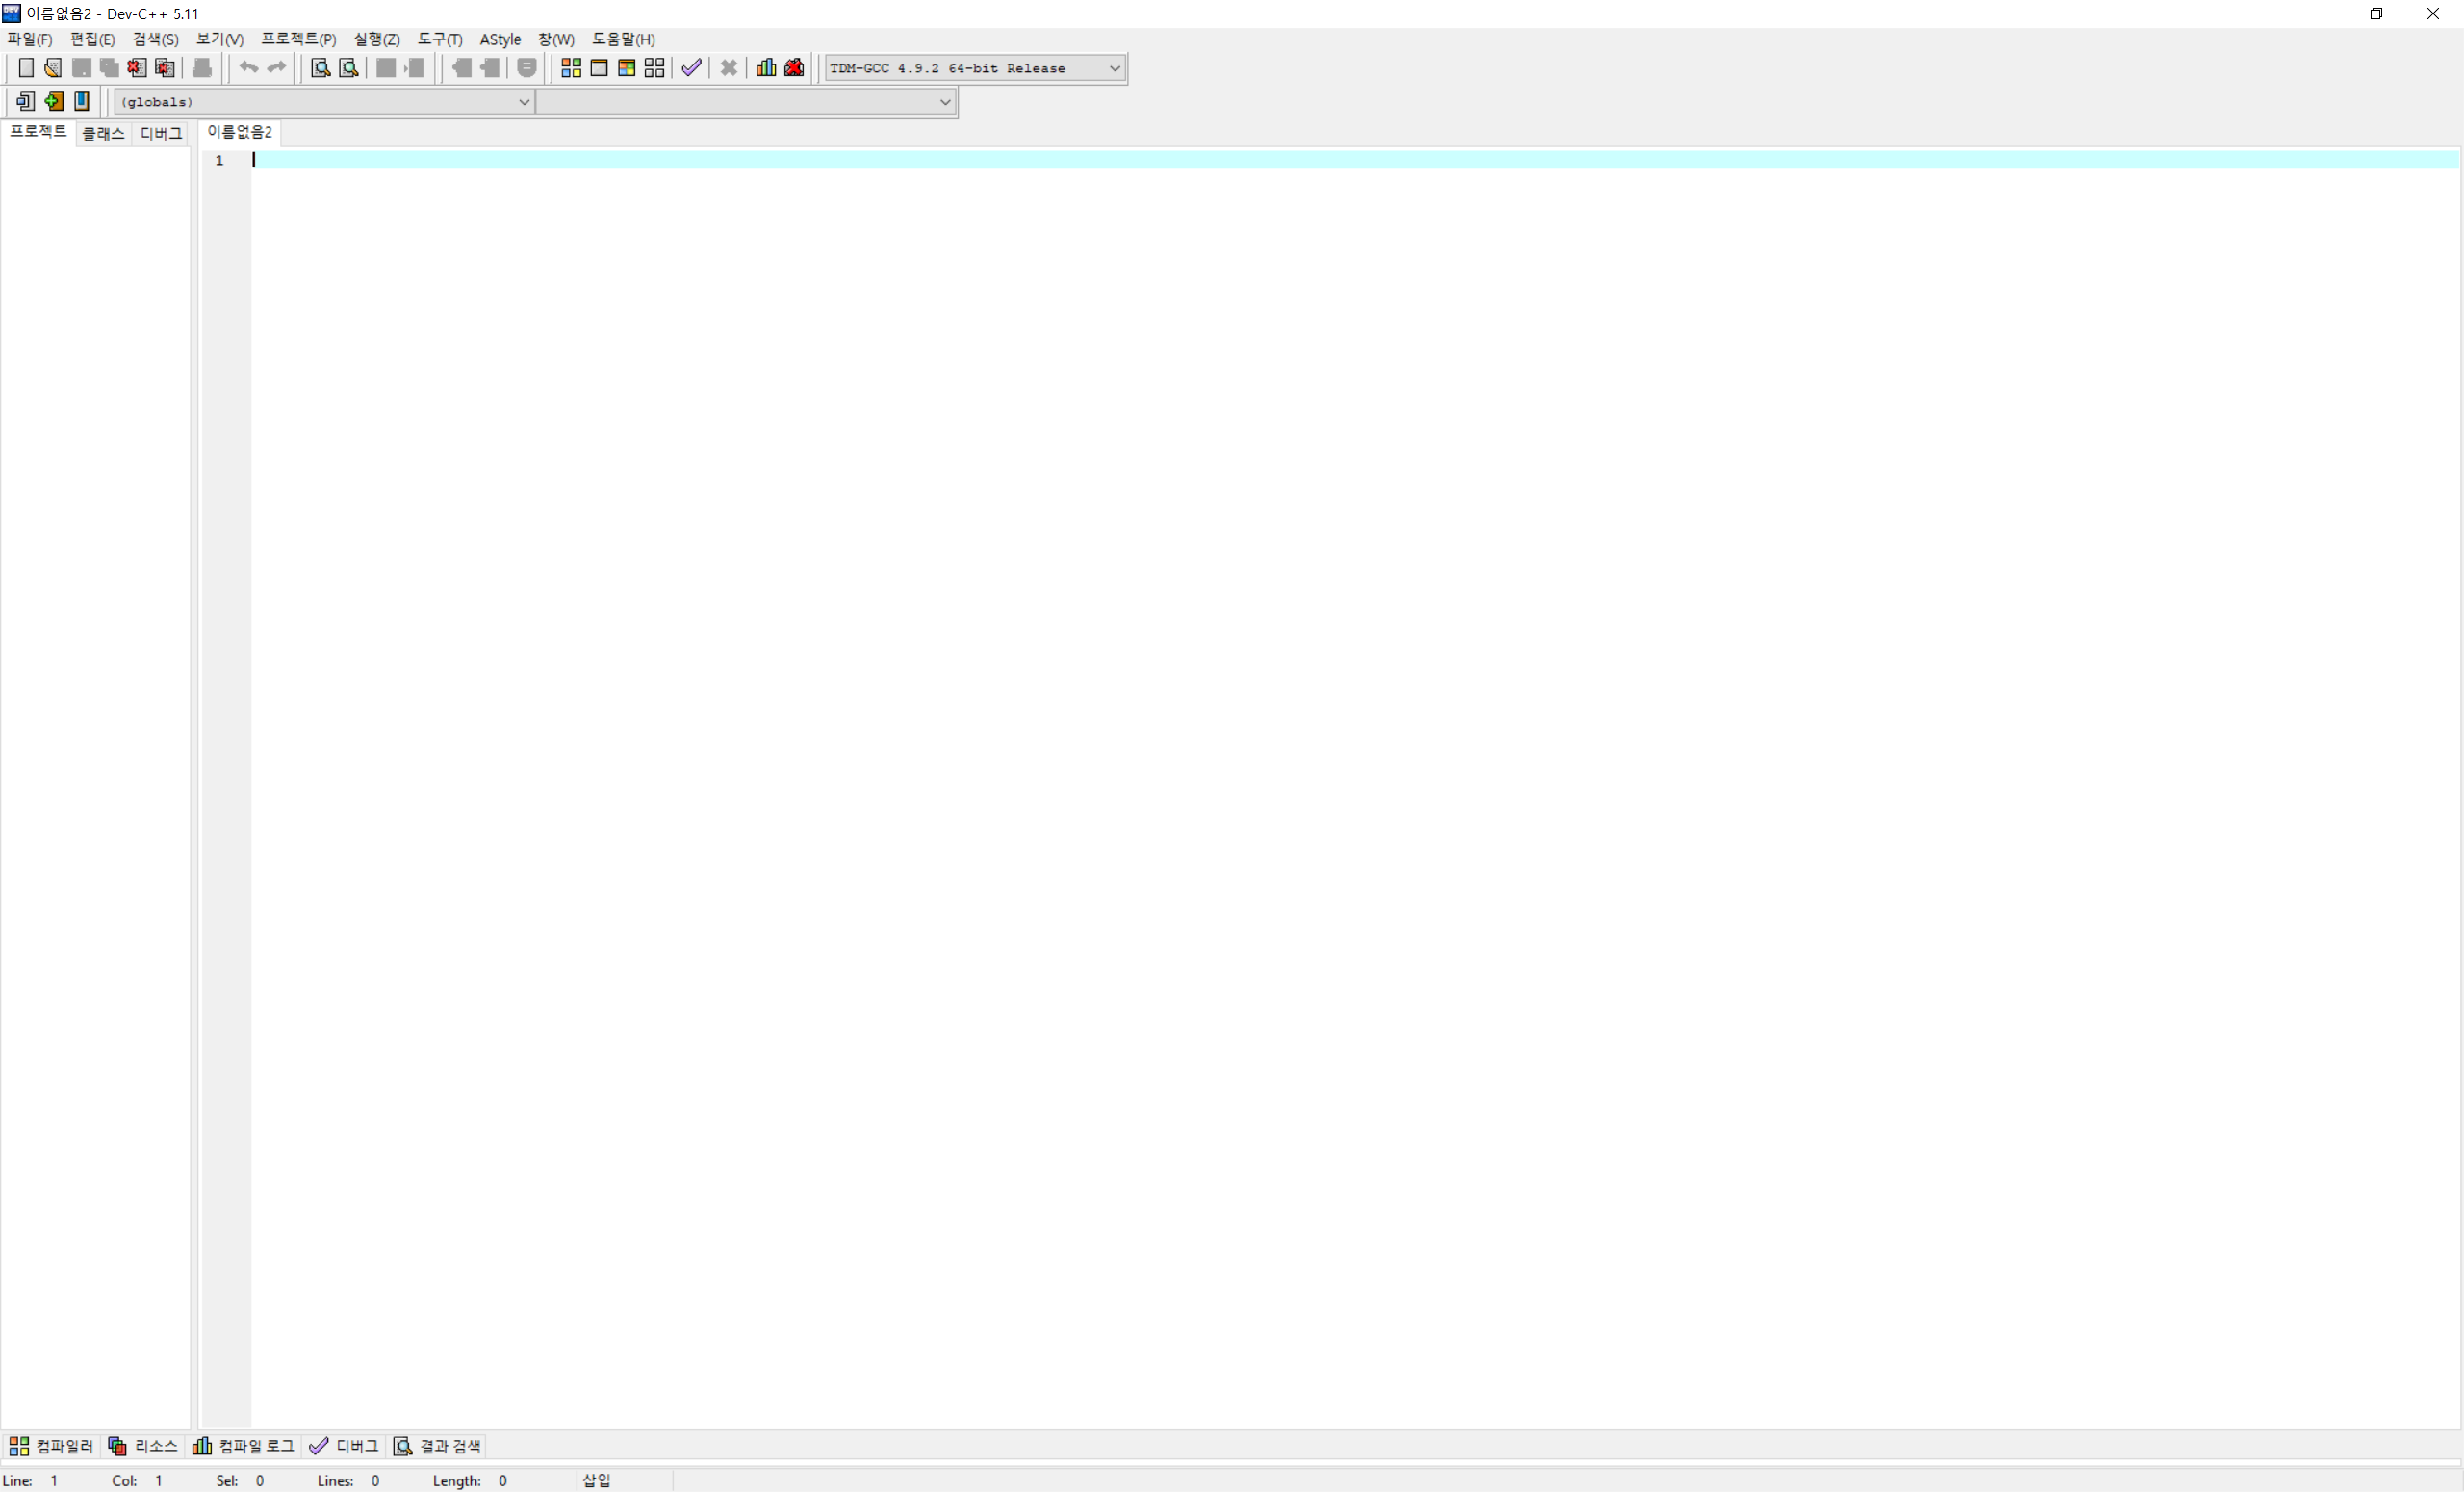 이름없음2 - Dev-C++ 5.11
파일(F) 편집(E) 검색(S) 보기(V) 프로젝트(P) 실행(Z) 도구(T) AStyle 창(W) 도움말(H)
TDM-GCC 4.9.2 64-bit Release
(globals)
프로젝트 클래스 디버그 이름없음2
1
컴파일러 리소스 컴파일 로그 디버그 결과 검색
Line: 1 Col: 1 Sel: 0 Lines: 0 Length: 0 삽입